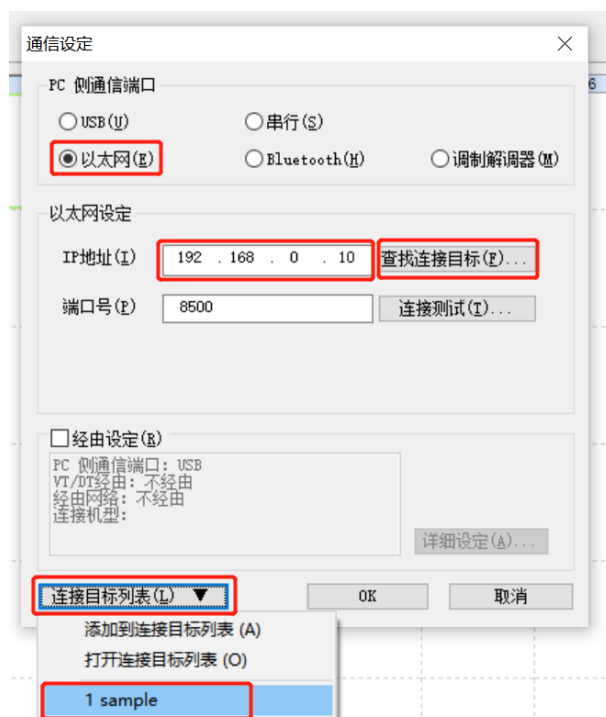 通信设定
6
PC 侧通信端口
USB(U) 串行(S)
以太网(E) Bluetooth(H) 调制解调器(M)
以太网设定
IP地址(I) 192 . 168 . 0 . 10 查找连接目标(F)...
端口号(P) 8500 连接测试(T)...
经由设定(R)
PC 侧通信端口: USB
VT/DT经由: 不经由
经由网络: 不经由
连接机型:
详细设定(A)...
连接目标列表(L) ▼ OK 取消
添加到连接目标列表 (A)
打开连接目标列表 (O)
1 sample